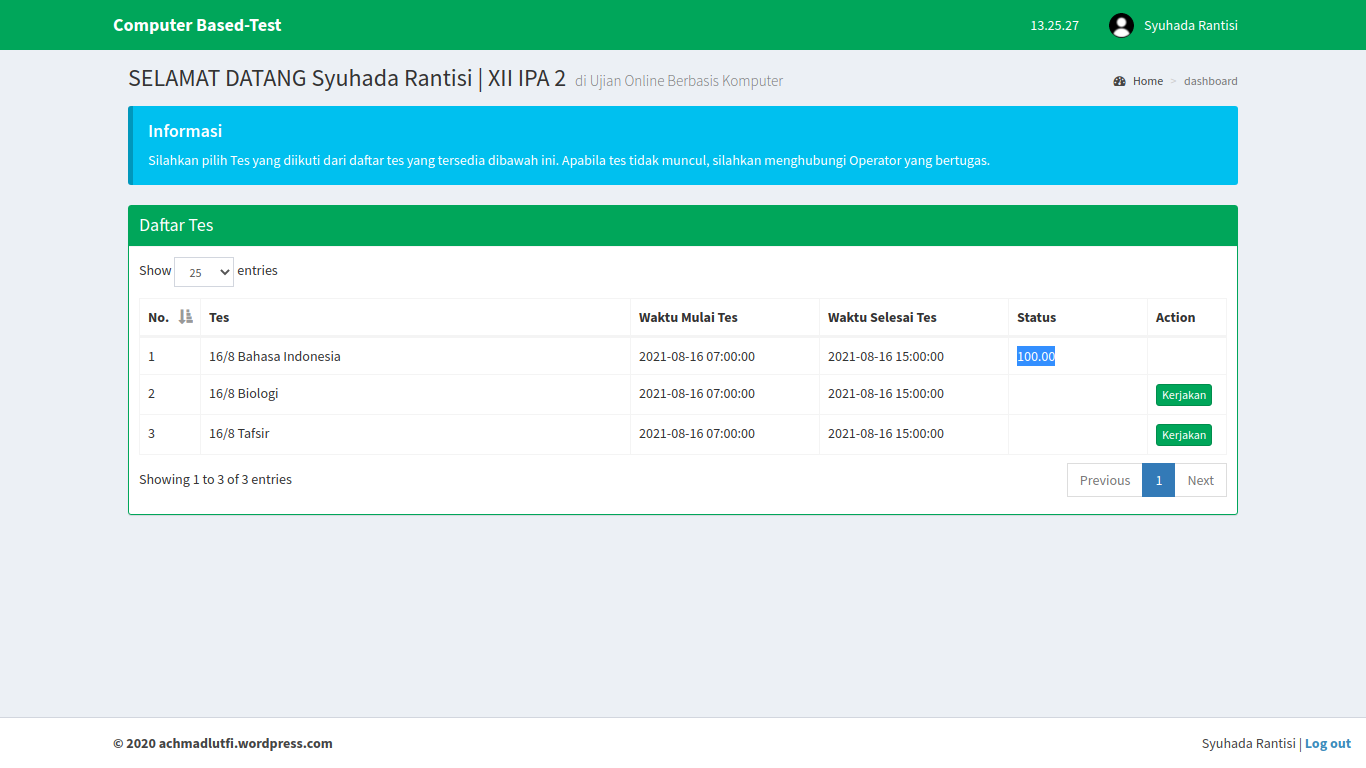 Computer Based-Test
13.25.27
Syuhada Rantisi
SELAMAT DATANG Syuhada Rantisi | XII IPA 2 di Ujian Online Berbasis Komputer
Home > dashboard
Informasi
Silahkan pilih Tes yang diikuti dari daftar tes yang tersedia dibawah ini. Apabila tes tidak muncul, silahkan menghubungi Operator yang bertugas.
Daftar Tes
Show 25 entries
No. Tes Waktu Mulai Tes Waktu Selesai Tes Status Action
1 16/8 Bahasa Indonesia 2021-08-16 07:00:00 2021-08-16 15:00:00 100.00
2 16/8 Biologi 2021-08-16 07:00:00 2021-08-16 15:00:00 Kerjakan
3 16/8 Tafsir 2021-08-16 07:00:00 2021-08-16 15:00:00 Kerjakan
Showing 1 to 3 of 3 entries
Previous 1 Next
© 2020 achmadlutfi.wordpress.com
Syuhada Rantisi | Log out